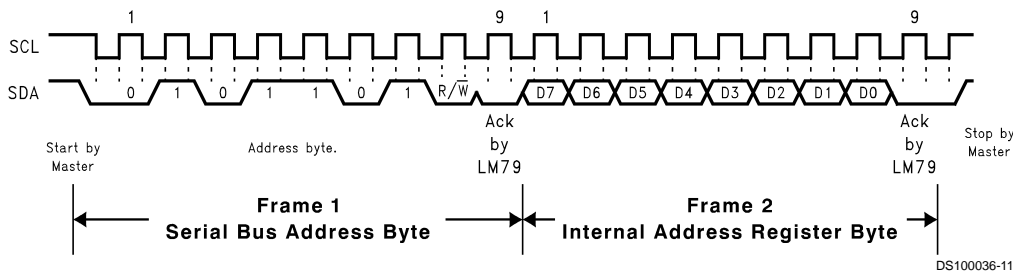 1 9 1 9
SCL
SDA 0 1 0 1 1 0 1 R/W D7 D6 D5 D4 D3 D2 D1 D0
Start by
Master
Address byte.
Ack
by
LM79
Ack
by
LM79
Stop by
Master
Frame 1
Serial Bus Address Byte
Frame 2
Internal Address Register Byte
DS100036-11